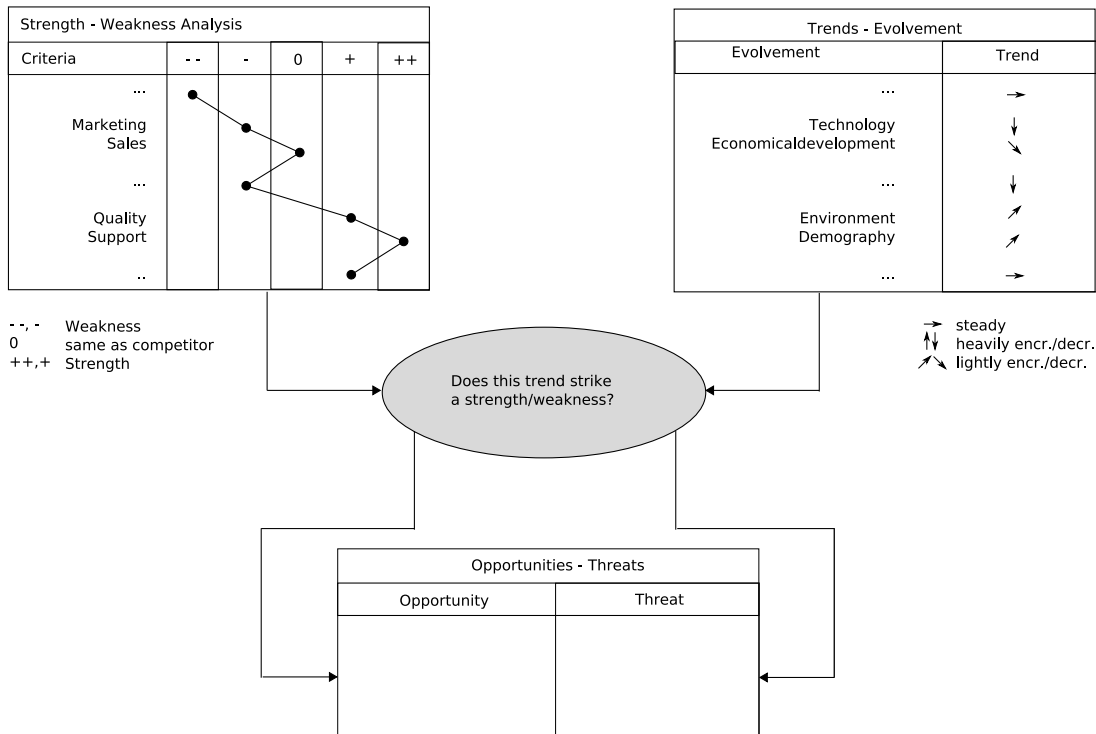 Strength - Weakness Analysis
Criteria - - - 0 + ++
...
Marketing
Sales
...
Quality
Support
..
- -, - Weakness
0 same as competitor
++,+ Strength
Trends - Evolvement
Evolvement Trend
...
Technology
Economicaldevelopment
...
Environment
Demography
...
steady
heavily encr./decr.
lightly encr./decr.
Does this trend strike
a strength/weakness?
Opportunities - Threats
Opportunity Threat